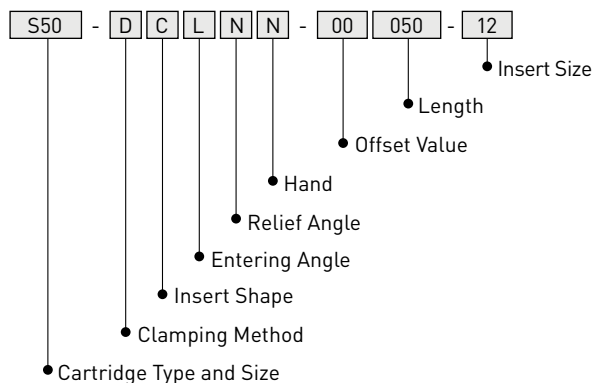 S50 - D C L N N - 00 050 - 12
Insert Size
Length
Offset Value
Hand
Relief Angle
Entering Angle
Insert Shape
Clamping Method
Cartridge Type and Size